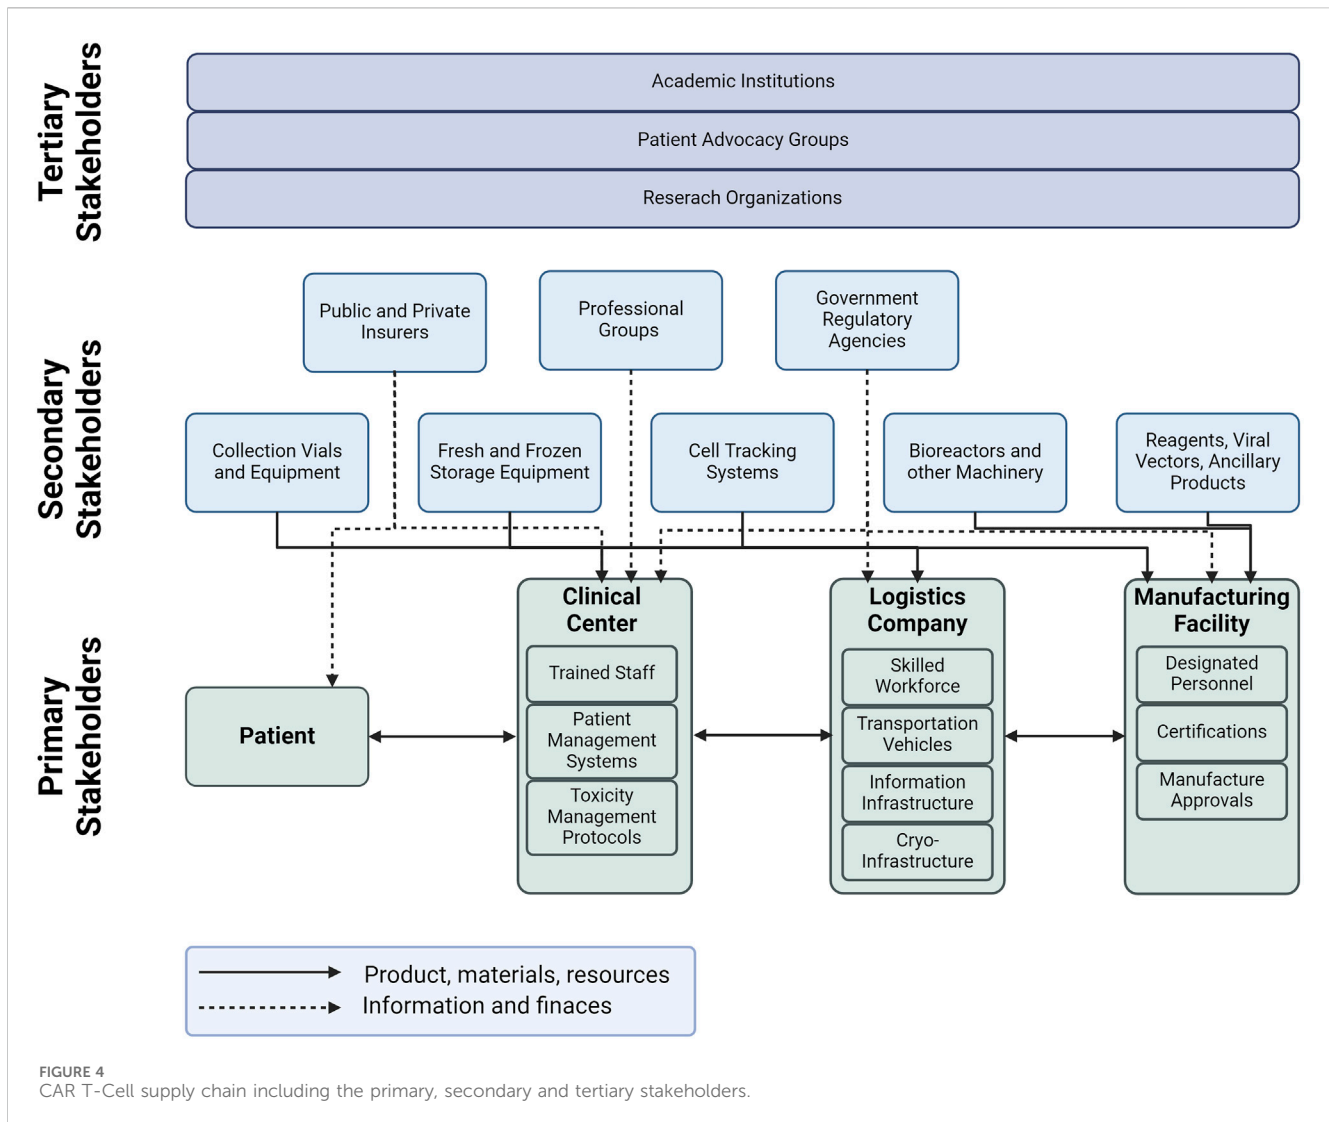 Tertiary
Stakeholders
Academic Institutions
Patient Advocacy Groups
Reserach Organizations
Secondary
Stakeholders
Public and Private
Insurers
Professional
Groups
Government
Regulatory
Agencies
Collection Vials
and Equipment
Fresh and Frozen
Storage Equipment
Cell Tracking
Systems
Bioreactors and
other Machinery
Reagents, Viral
Vectors, Ancillary
Products
Primary
Stakeholders
Patient
Clinical
Center
Trained Staff
Patient
Management
Systems
Toxicity
Management
Protocols
Logistics
Company
Skilled
Workforce
Transportation
Vehicles
Information
Infrastructure
Cryo-
Infrastructure
Manufacturing
Facility
Designated
Personnel
Certifications
Manufacture
Approvals
Product, materials, resources
Information and finaces
FIGURE 4
CAR T-Cell supply chain including the primary, secondary and tertiary stakeholders.